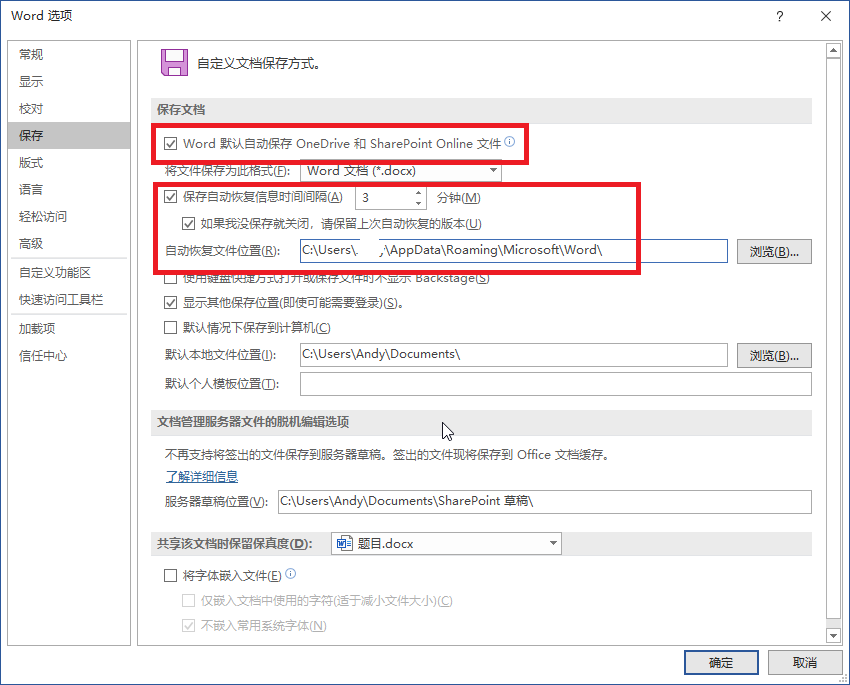 Word 选项
常规
显示
校对
保存
版式
语言
轻松访问
高级
自定义功能区
快速访问工具栏
加载项
信任中心
自定义文档保存方式。
保存文档
Word 默认自动保存 OneDrive 和 SharePoint Online 文件
将文件保存为此格式(F): Word 文档 (*.docx)
保存自动恢复信息时间间隔(A) 3 分钟(M)
如果我没保存就关闭，请保留上次自动恢复的版本(U)
自动恢复文件位置(R): C:\Users\ \AppData\Roaming\Microsoft\Word\ 浏览(B)...
使用键盘快捷方式打开或保存文件时不显示 Backstage(S)
显示其他保存位置(即使可能需要登录)(S)。
默认情况下保存到计算机(C)
默认本地文件位置(I): C:\Users\Andy\Documents\ 浏览(B)...
默认个人模板位置(T):
文档管理服务器文件的脱机编辑选项
不再支持将签出的文件保存到服务器草稿。签出的文件现将保存到 Office 文档缓存。
了解详细信息
服务器草稿位置(V): C:\Users\Andy\Documents\SharePoint 草稿\
共享该文档时保留保真度(D): 题目.docx
将字体嵌入文件(E)
仅嵌入文档中使用的字符(适于减小文件大小)(C)
不嵌入常用系统字体(N)
确定 取消